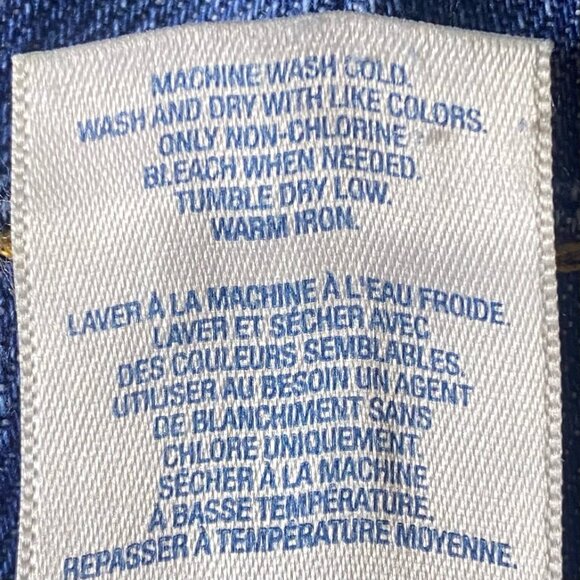 MACHINE WASH COLD.
WASH AND DRY WITH LIKE COLORS.
ONLY NON-CHLORINE
BLEACH WHEN NEEDED.
TUMBLE DRY LOW.
WARM IRON.
LAVER À LA MACHINE À L'EAU FROIDE.
LAVER ET SÉCHER AVEC
DES COULEURS SEMBLABLES.
UTILISER AU BESOIN UN AGENT
DE BLANCHIMENT SANS
CHLORE UNIQUEMENT.
SÉCHER À LA MACHINE
À BASSE TEMPÉRATURE.
REPASSER À TEMPÉRATURE MOYENNE.